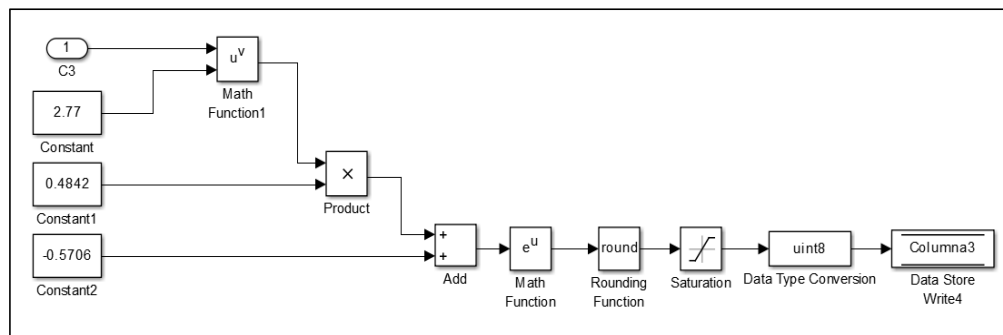 1
C3
u^v
Math
Function1
2.77
Constant
×
Product
0.4842
Constant1
-0.5706
Constant2
+
+
Add
e^u
Math
Function
round
Rounding
Function
Saturation
uint8
Data Type Conversion
Columna3
Data Store
Write4